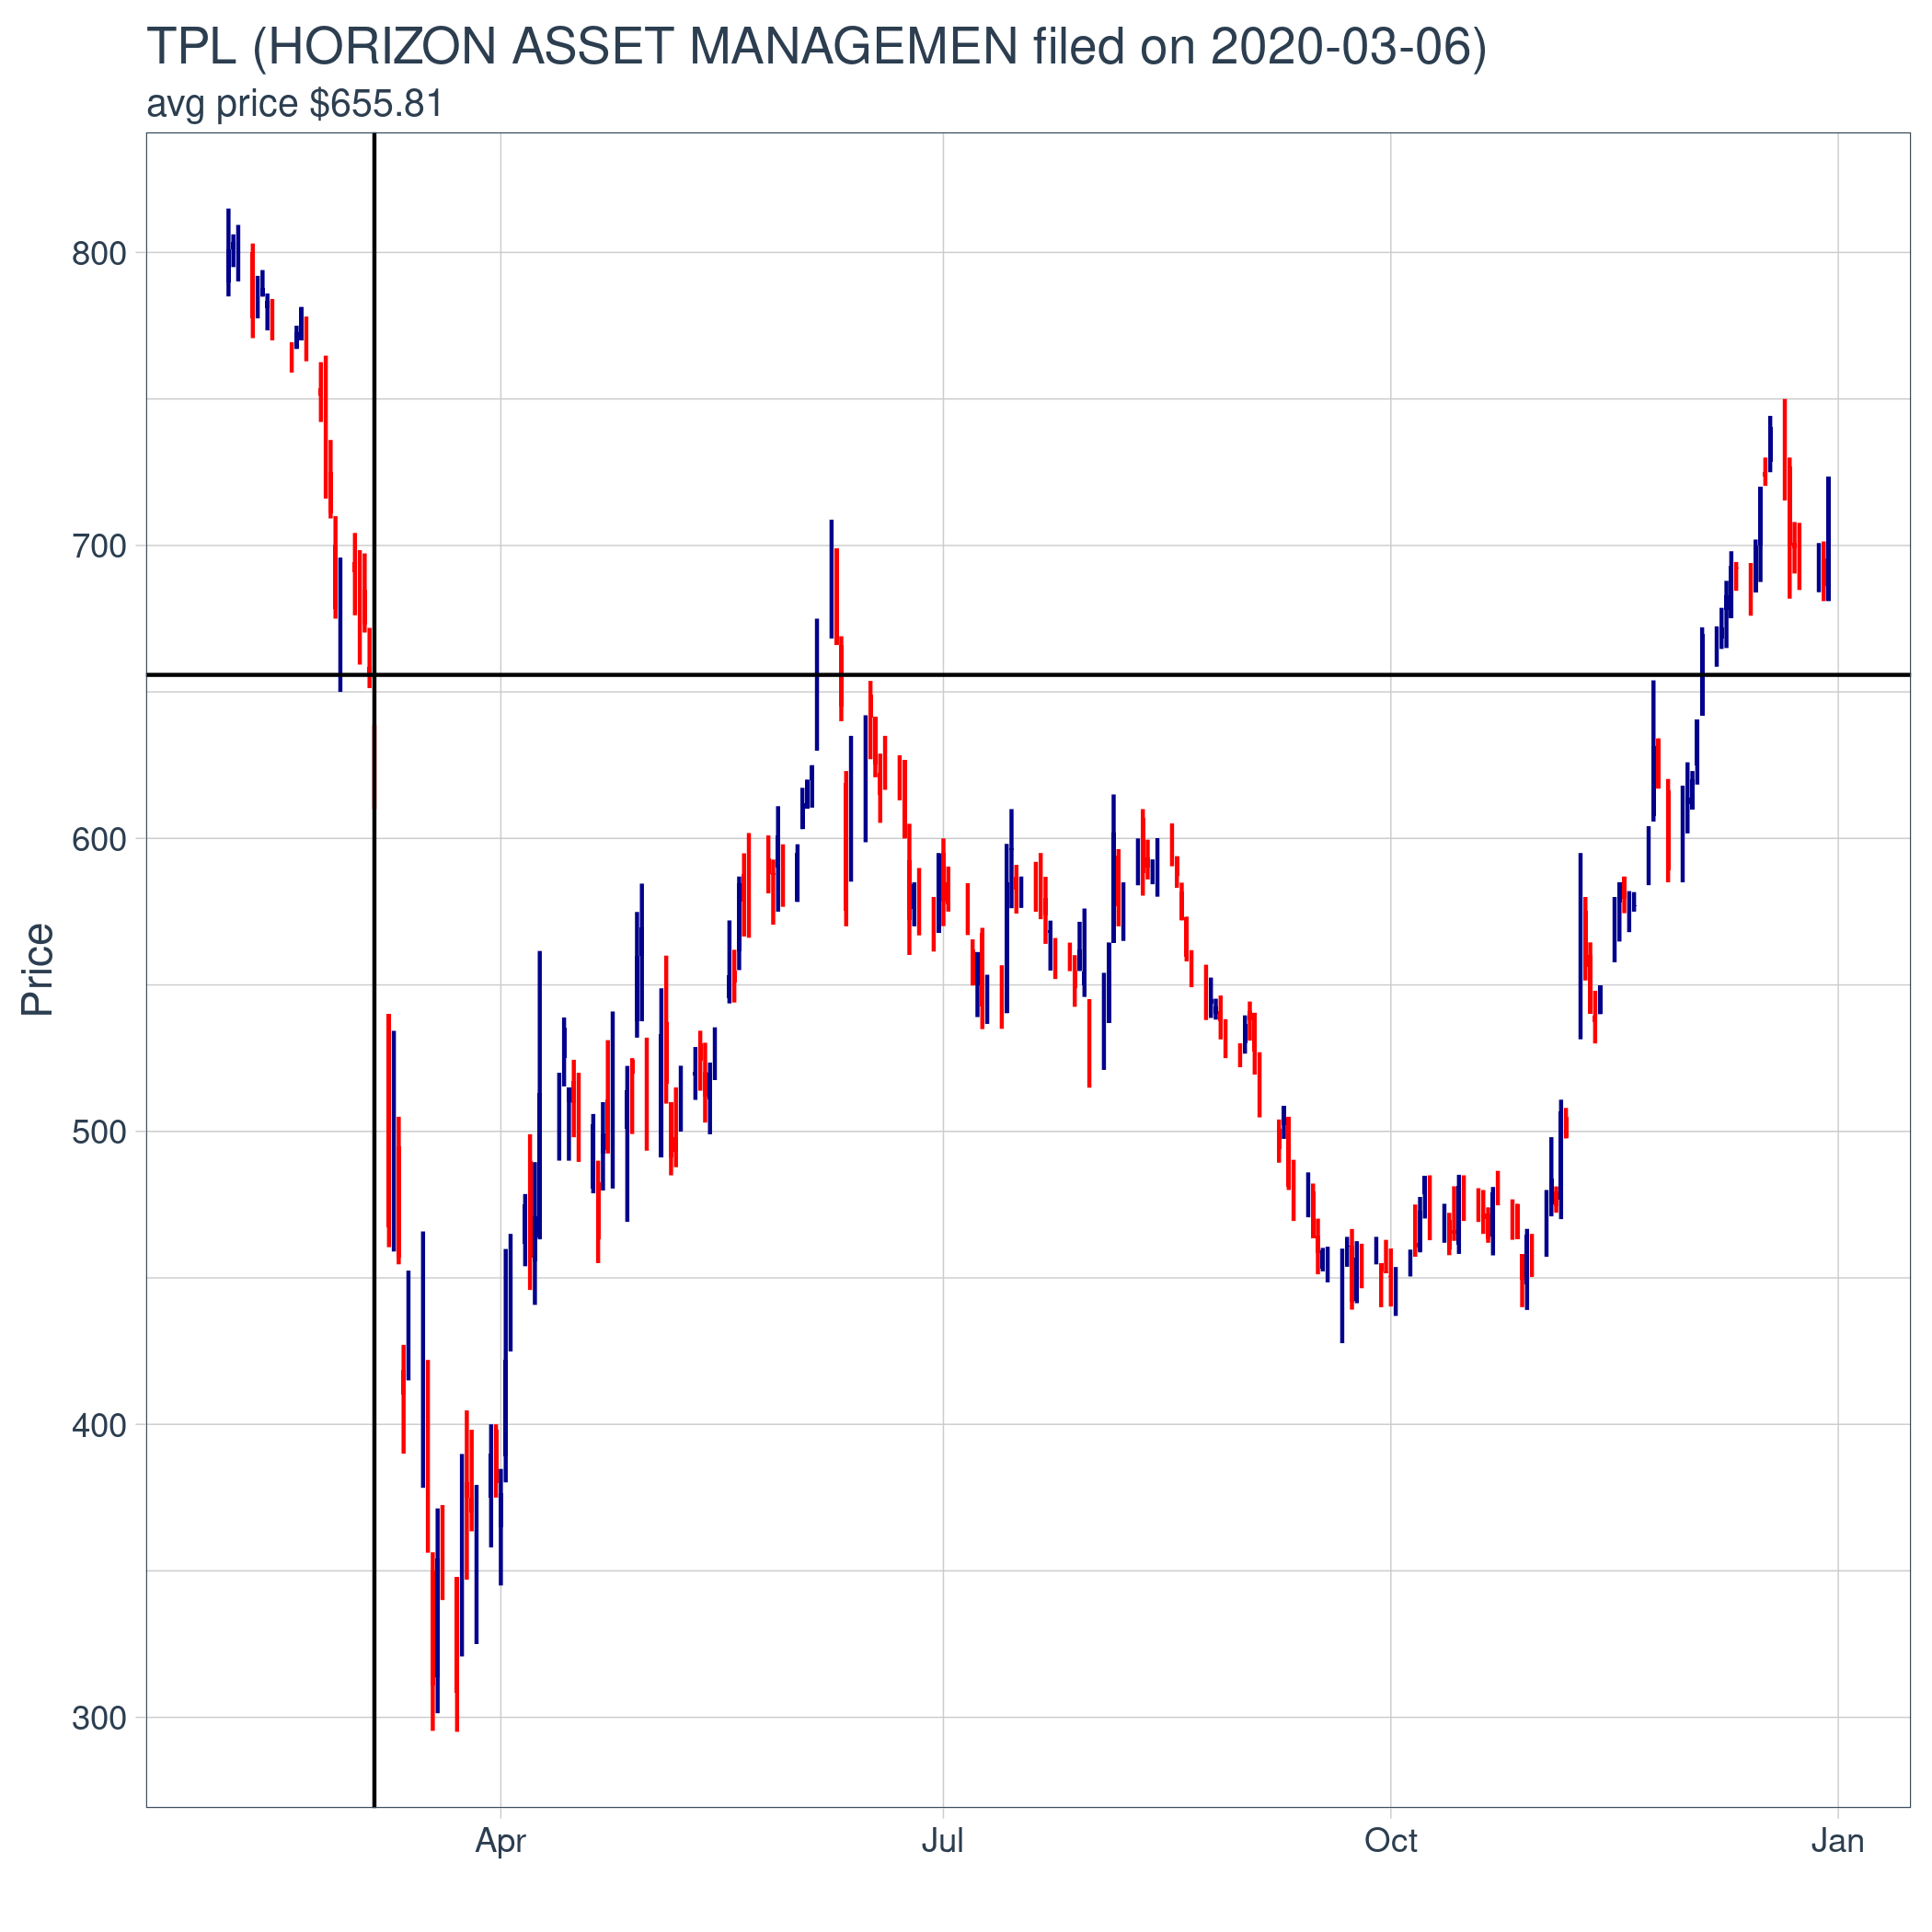 TPL (HORIZON ASSET MANAGEMEN filed on 2020-03-06)
avg price $655.81
800
700
600
500
400
300
Price
Apr Jul Oct Jan